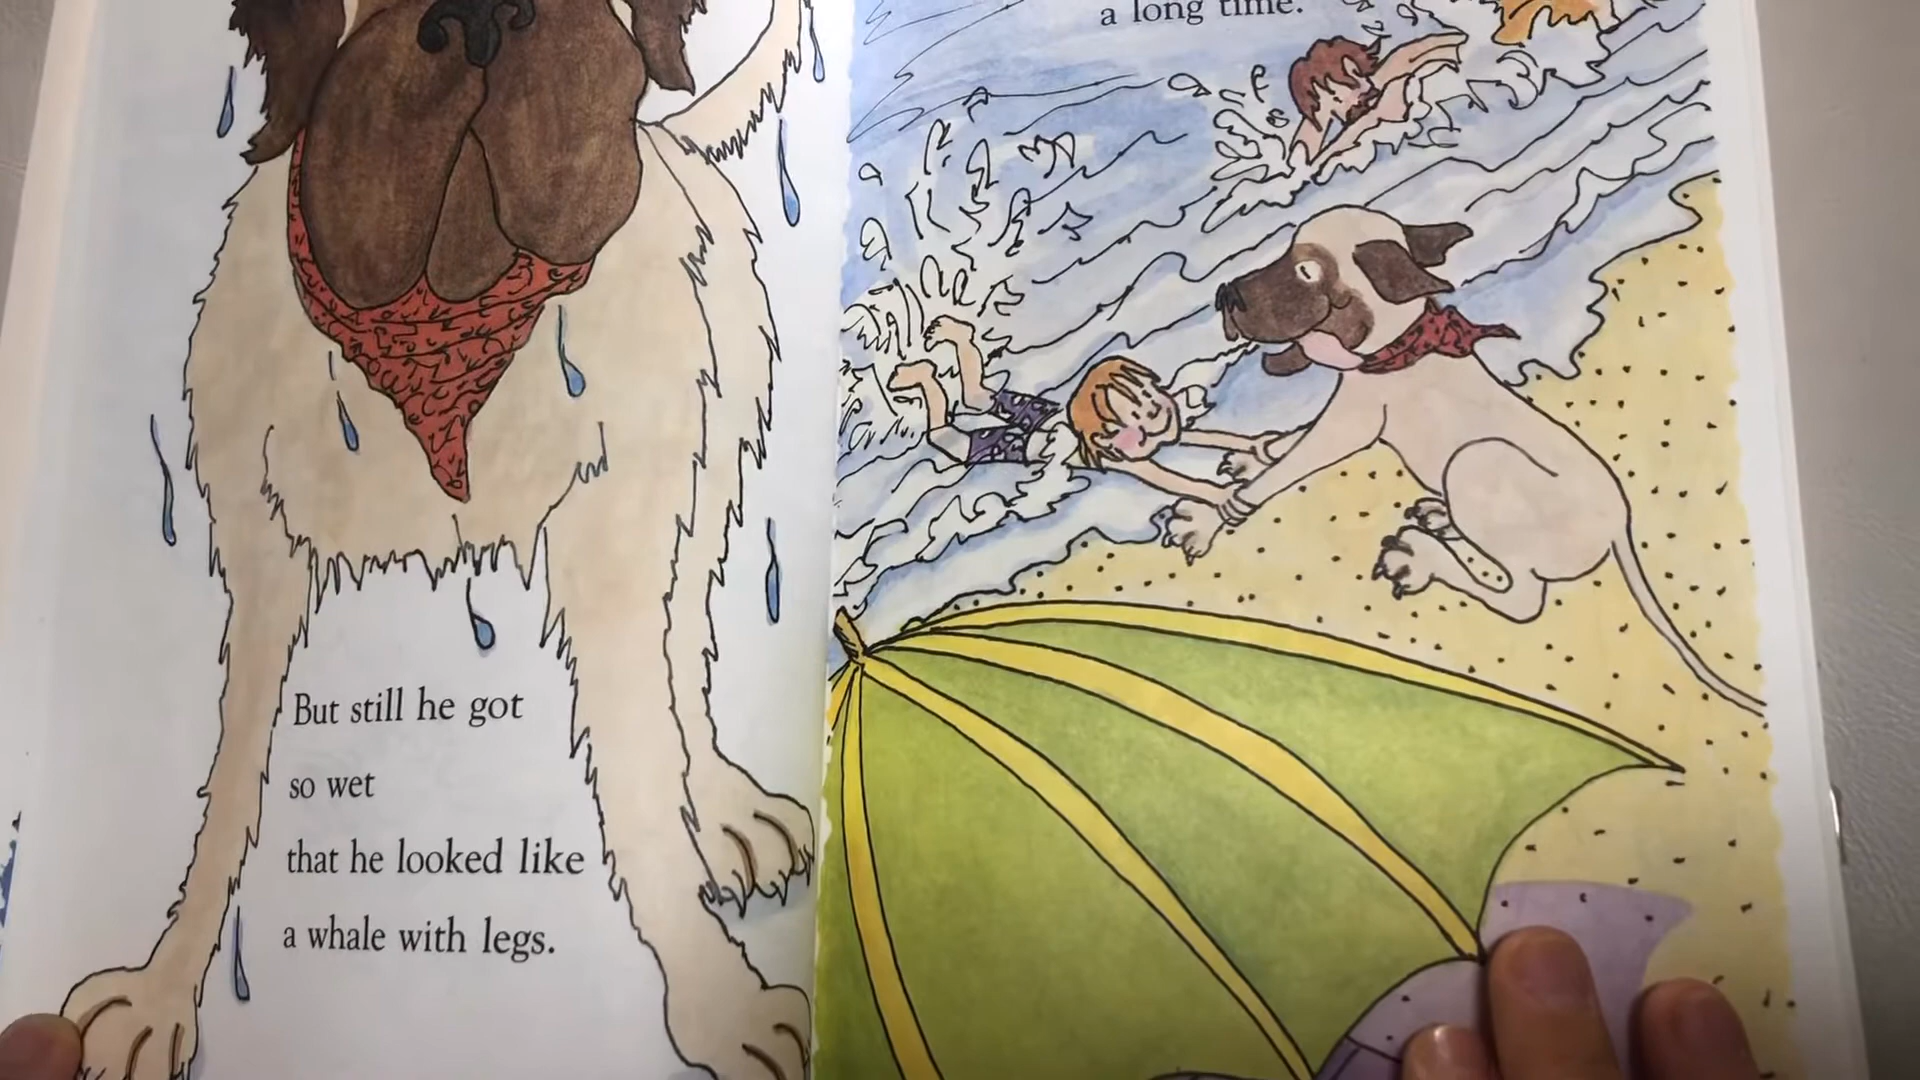 But still he got
so wet
that he looked like
a whale with legs.
a long time.